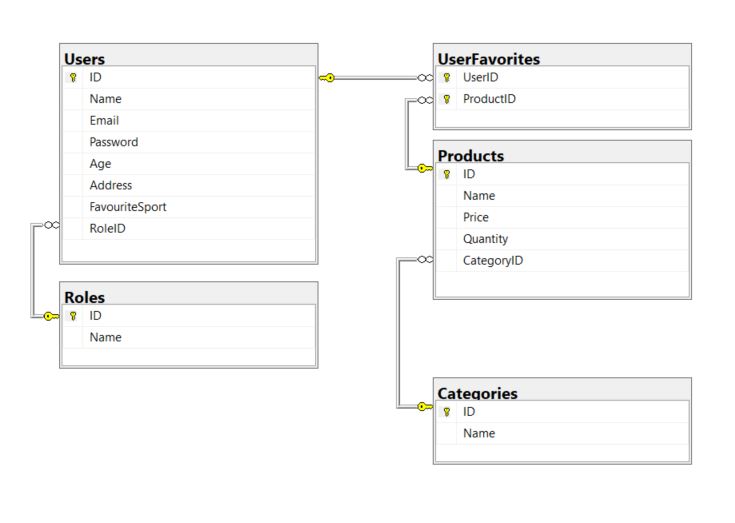 Users
ID
Name
Email
Password
Age
Address
FavouriteSport
RoleID
Roles
ID
Name
UserFavorites
UserID
ProductID
Products
ID
Name
Price
Quantity
CategoryID
Categories
ID
Name